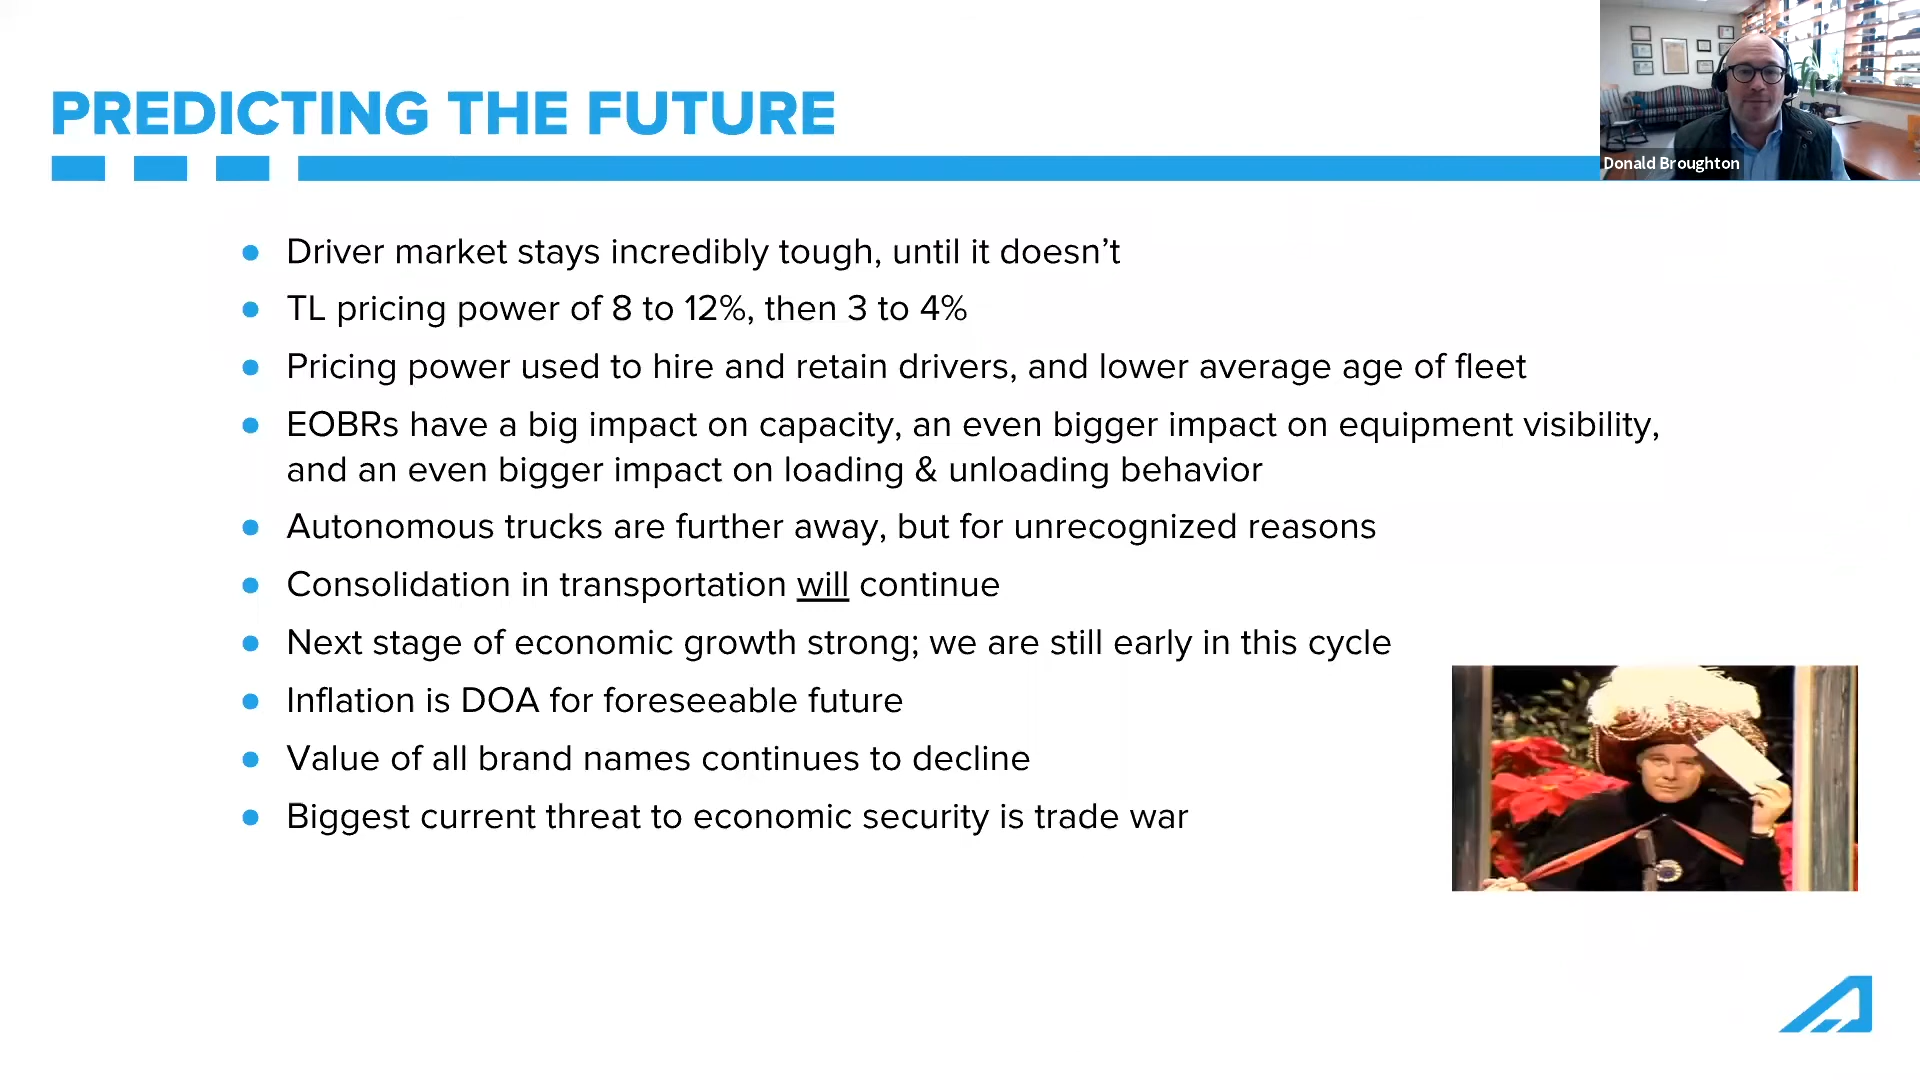 PREDICTING THE FUTURE
Donald Broughton
● Driver market stays incredibly tough, until it doesn’t
● TL pricing power of 8 to 12%, then 3 to 4%
● Pricing power used to hire and retain drivers, and lower average age of fleet
● EOBRs have a big impact on capacity, an even bigger impact on equipment visibility,
and an even bigger impact on loading & unloading behavior
● Autonomous trucks are further away, but for unrecognized reasons
● Consolidation in transportation will continue
● Next stage of economic growth strong; we are still early in this cycle
● Inflation is DOA for foreseeable future
● Value of all brand names continues to decline
● Biggest current threat to economic security is trade war